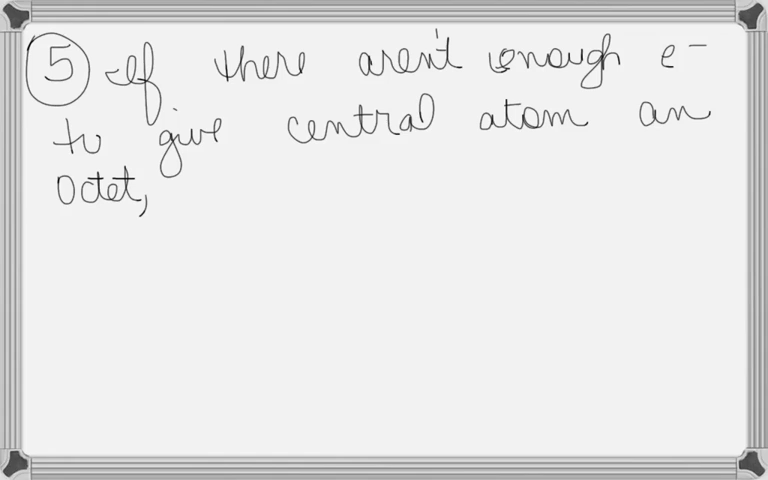 ⑤ If there aren't enough e-
to give central atom an
Octet,